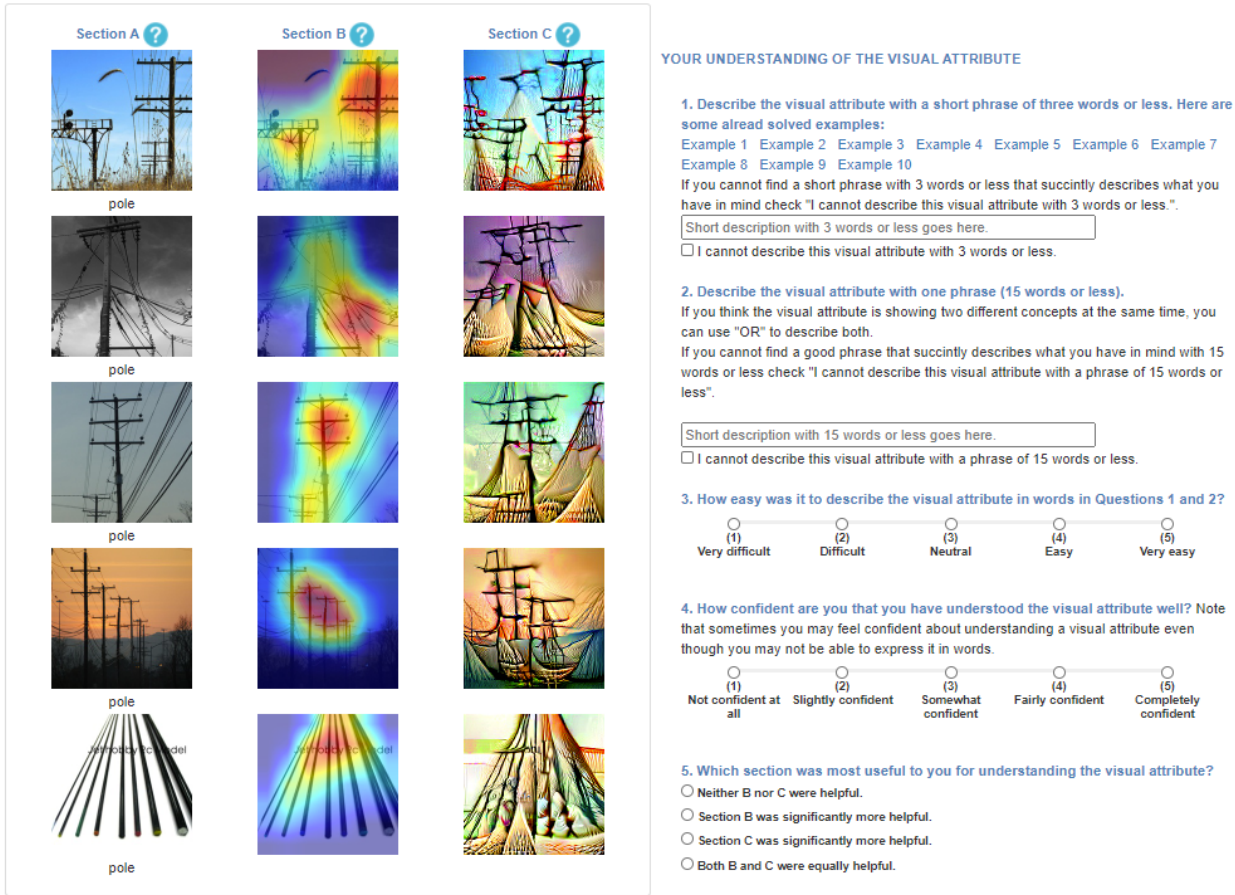 Section A ?
Section B ?
Section C ?
pole
pole
pole
pole
Jethobby Rc Model
pole
YOUR UNDERSTANDING OF THE VISUAL ATTRIBUTE
1. Describe the visual attribute with a short phrase of three words or less. Here are
some alread solved examples:
Example 1 Example 2 Example 3 Example 4 Example 5 Example 6 Example 7
Example 8 Example 9 Example 10
If you cannot find a short phrase with 3 words or less that succintly describes what you
have in mind check "I cannot describe this visual attribute with 3 words or less.".
Short description with 3 words or less goes here.
I cannot describe this visual attribute with 3 words or less.
2. Describe the visual attribute with one phrase (15 words or less).
If you think the visual attribute is showing two different concepts at the same time, you
can use "OR" to describe both.
If you cannot find a good phrase that succintly describes what you have in mind with 15
words or less check "I cannot describe this visual attribute with a phrase of 15 words or
less".
Short description with 15 words or less goes here.
I cannot describe this visual attribute with a phrase of 15 words or less.
3. How easy was it to describe the visual attribute in words in Questions 1 and 2?
(1) (2) (3) (4) (5)
Very difficult Difficult Neutral Easy Very easy
4. How confident are you that you have understood the visual attribute well? Note
that sometimes you may feel confident about understanding a visual attribute even
though you may not be able to express it in words.
(1) (2) (3) (4) (5)
Not confident at Slightly confident Somewhat Fairly confident Completely
all confident confident
5. Which section was most useful to you for understanding the visual attribute?
Neither B nor C were helpful.
Section B was significantly more helpful.
Section C was significantly more helpful.
Both B and C were equally helpful.